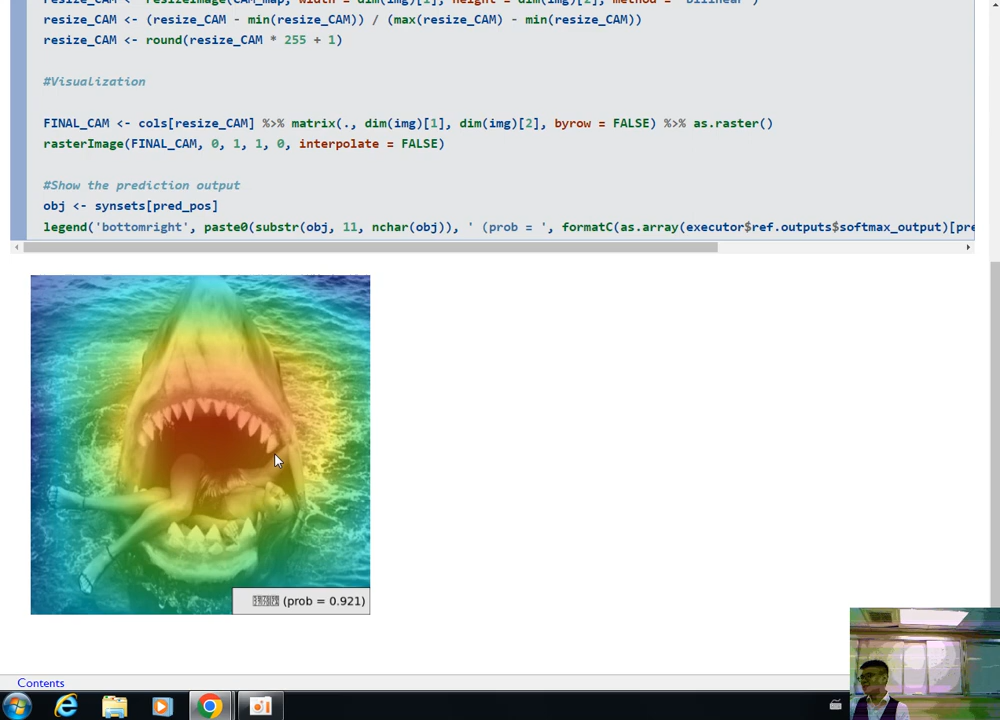 resize_CAM <- (resize_CAM - min(resize_CAM)) / (max(resize_CAM) - min(resize_CAM))
resize_CAM <- round(resize_CAM * 255 + 1)
#Visualization
FINAL_CAM <- cols[resize_CAM] %>% matrix(., dim(img)[1], dim(img)[2], byrow = FALSE) %>% as.raster()
rasterImage(FINAL_CAM, 0, 1, 1, 0, interpolate = FALSE)
#Show the prediction output
obj <- synsets[pred_pos]
legend('bottomright', paste0(substr(obj, 11, nchar(obj)), ' (prob = ', formatC(as.array(executor$ref.outputs$softmax_output)[pre
(prob = 0.921)
Contents